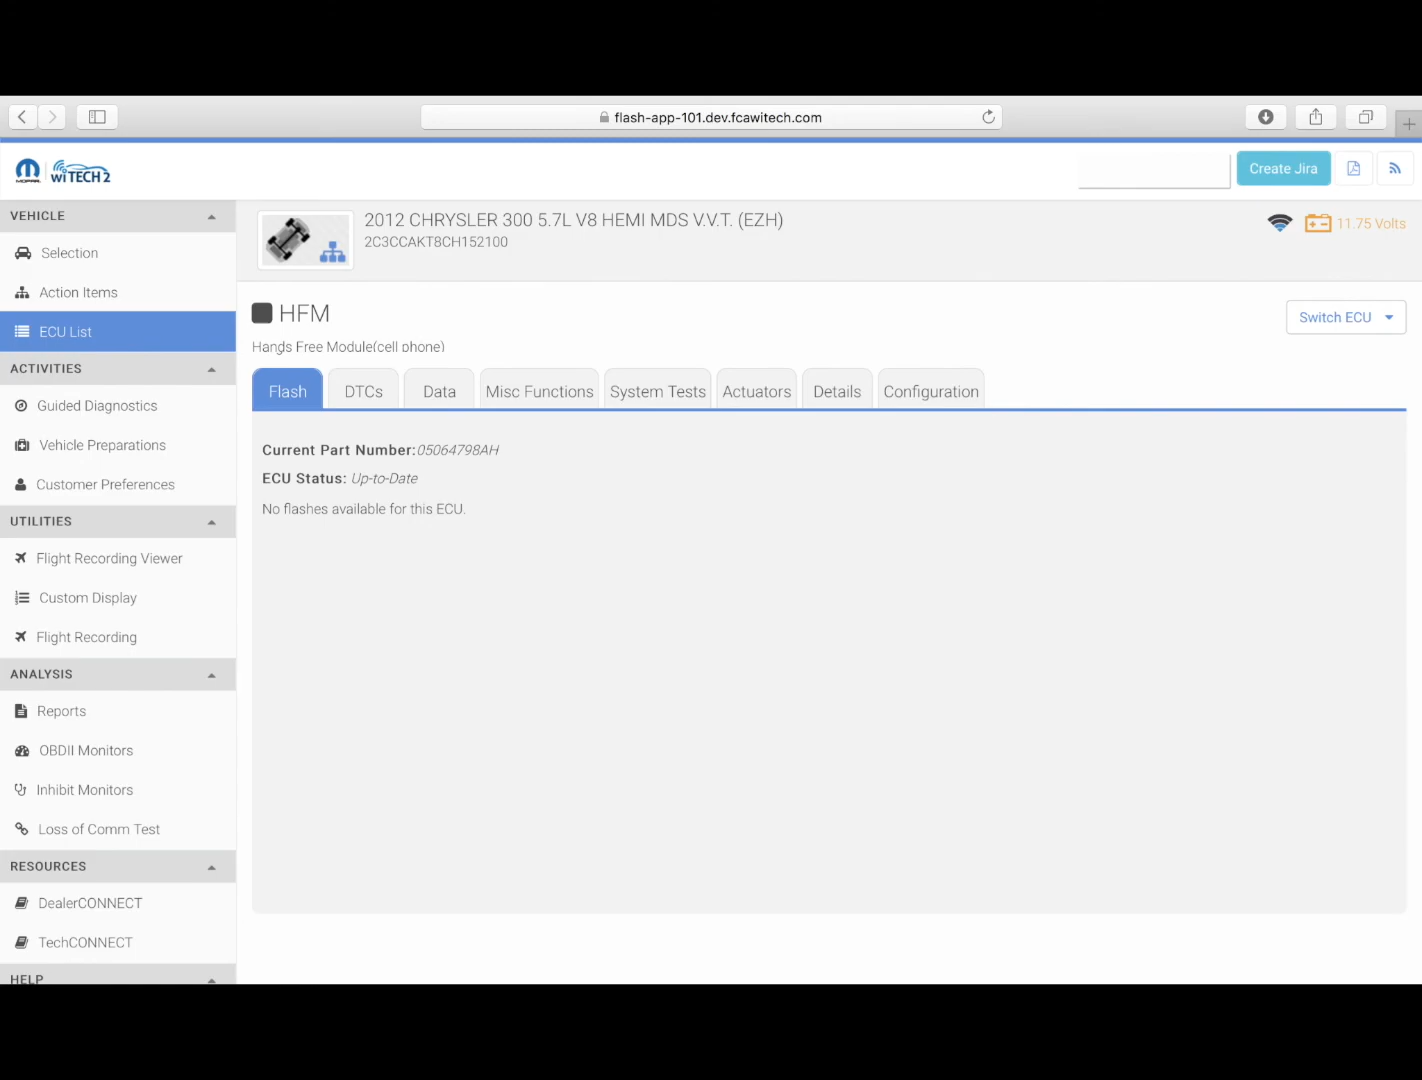 flash-app-101.dev.fcawitech.com
MOPAR
wiTECH 2
Create Jira
VEHICLE
Selection
Action Items
ECU List
ACTIVITIES
Guided Diagnostics
Vehicle Preparations
Customer Preferences
UTILITIES
Flight Recording Viewer
Custom Display
Flight Recording
ANALYSIS
Reports
OBDII Monitors
Inhibit Monitors
Loss of Comm Test
RESOURCES
DealerCONNECT
TechCONNECT
HELP
2012 CHRYSLER 300 5.7L V8 HEMI MDS V.V.T. (EZH)
2C3CCAKT8CH152100
11.75 Volts
HFM
Switch ECU
Hands Free Module(cell phone)
Flash DTCs Data Misc Functions System Tests Actuators Details Configuration
Current Part Number:05064798AH
ECU Status: Up-to-Date
No flashes available for this ECU.